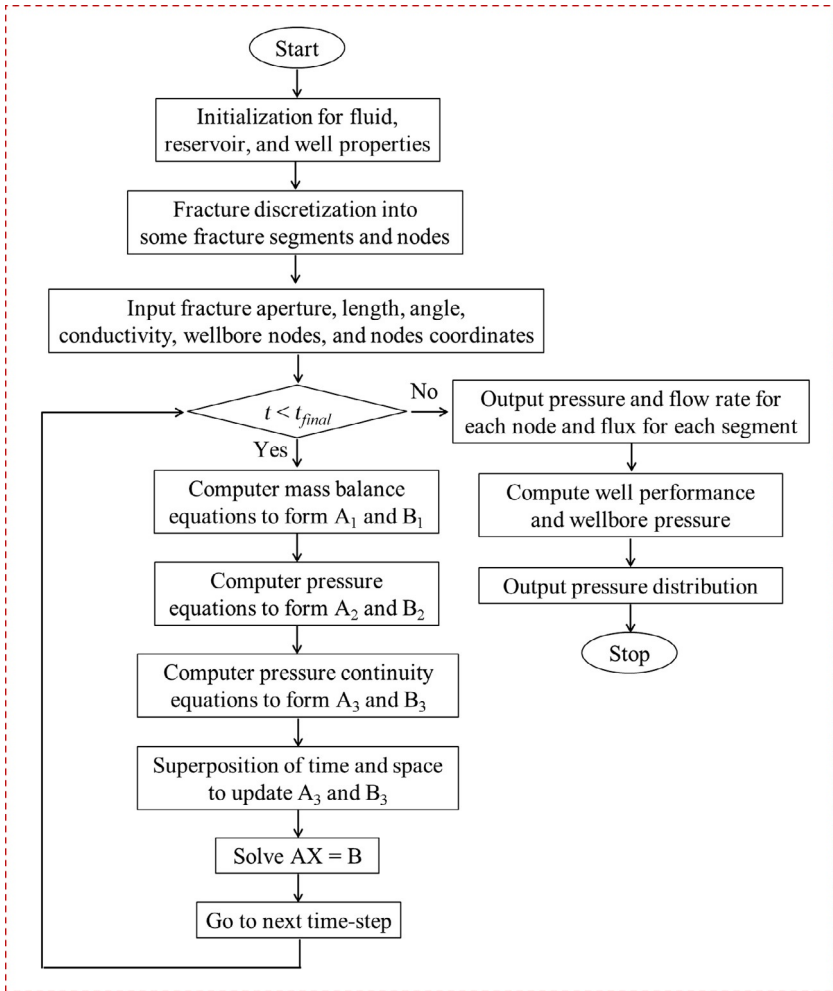 Start
Initialization for fluid,
reservoir, and well properties
Fracture discretization into
some fracture segments and nodes
Input fracture aperture, length, angle,
conductivity, wellbore nodes, and nodes coordinates
t < t_final
No
Yes
Output pressure and flow rate for
each node and flux for each segment
Compute well performance
and wellbore pressure
Output pressure distribution
Stop
Computer mass balance
equations to form A₁ and B₁
Computer pressure
equations to form A₂ and B₂
Computer pressure continuity
equations to form A₃ and B₃
Superposition of time and space
to update A₃ and B₃
Solve AX = B
Go to next time-step